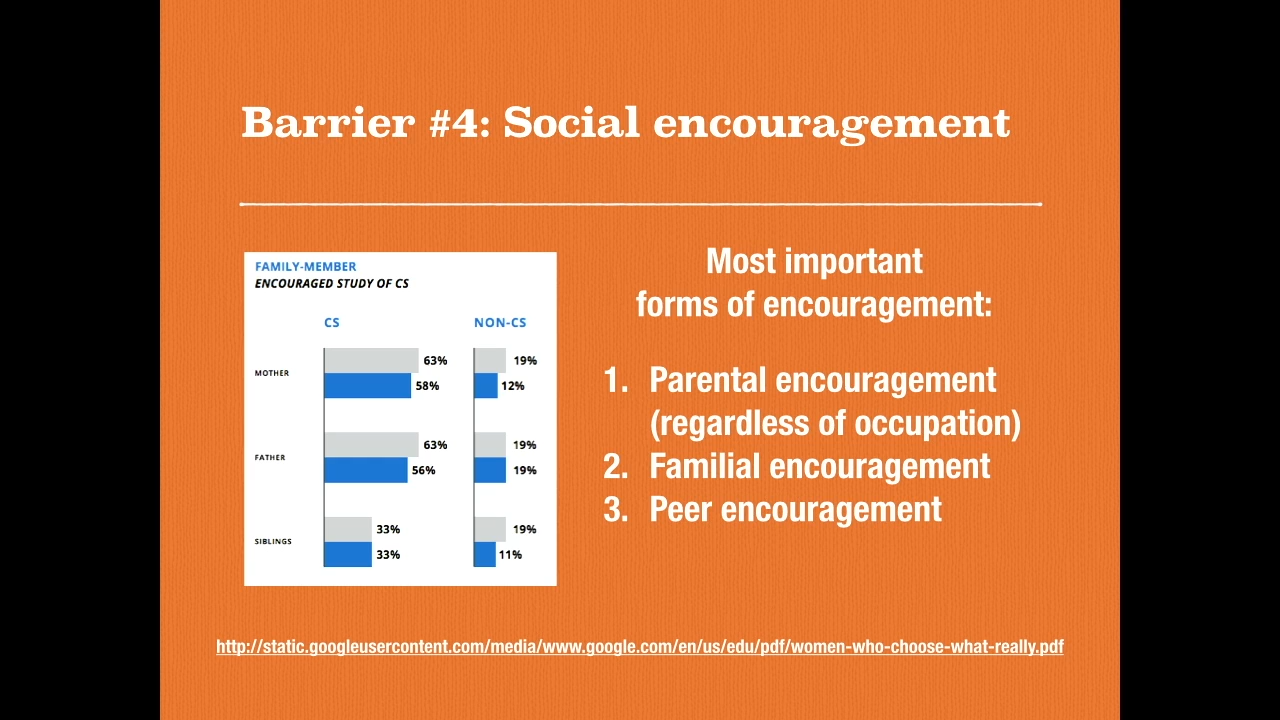 Barrier #4: Social encouragement
FAMILY-MEMBER
ENCOURAGED STUDY OF CS
CS NON-CS
MOTHER 63% 19%
58% 12%
FATHER 63% 19%
56% 19%
SIBLINGS 33% 19%
33% 11%
Most important
forms of encouragement:
1. Parental encouragement
(regardless of occupation)
2. Familial encouragement
3. Peer encouragement
http://static.googleusercontent.com/media/www.google.com/en/us/edu/pdf/women-who-choose-what-really.pdf